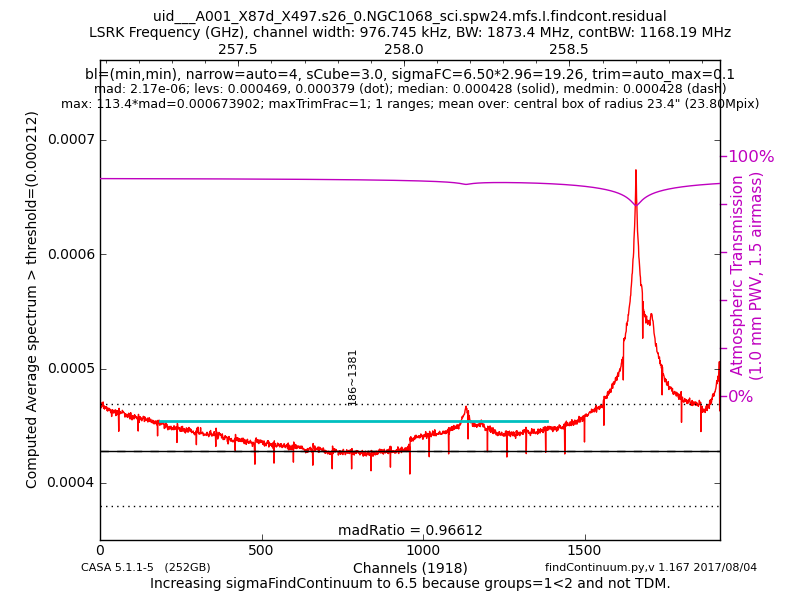 uid___A001_X87d_X497.s26_0.NGC1068_sci.spw24.mfs.I.findcont.residual
LSRK Frequency (GHz), channel width: 976.745 kHz, BW: 1873.4 MHz, contBW: 1168.19 MHz
257.5 258.0 258.5
bl=(min,min), narrow=auto=4, sCube=3.0, sigmaFC=6.50*2.96=19.26, trim=auto_max=0.1
mad: 2.17e-06; levs: 0.000469, 0.000379 (dot); median: 0.000428 (solid), medmin: 0.000428 (dash)
max: 113.4*mad=0.000673902; maxTrimFrac=1; 1 ranges; mean over: central box of radius 23.4" (23.80Mpix)
Computed Average spectrum > threshold=(0.000212)
0.0007
0.0006
0.0005
0.0004
186~1381
100%
0%
Atmospheric Transmission
(1.0 mm PWV, 1.5 airmass)
madRatio = 0.96612
0 500 1000 1500
Channels (1918)
CASA 5.1.1-5 (252GB)
findContinuum.py,v 1.167 2017/08/04
Increasing sigmaFindContinuum to 6.5 because groups=1<2 and not TDM.